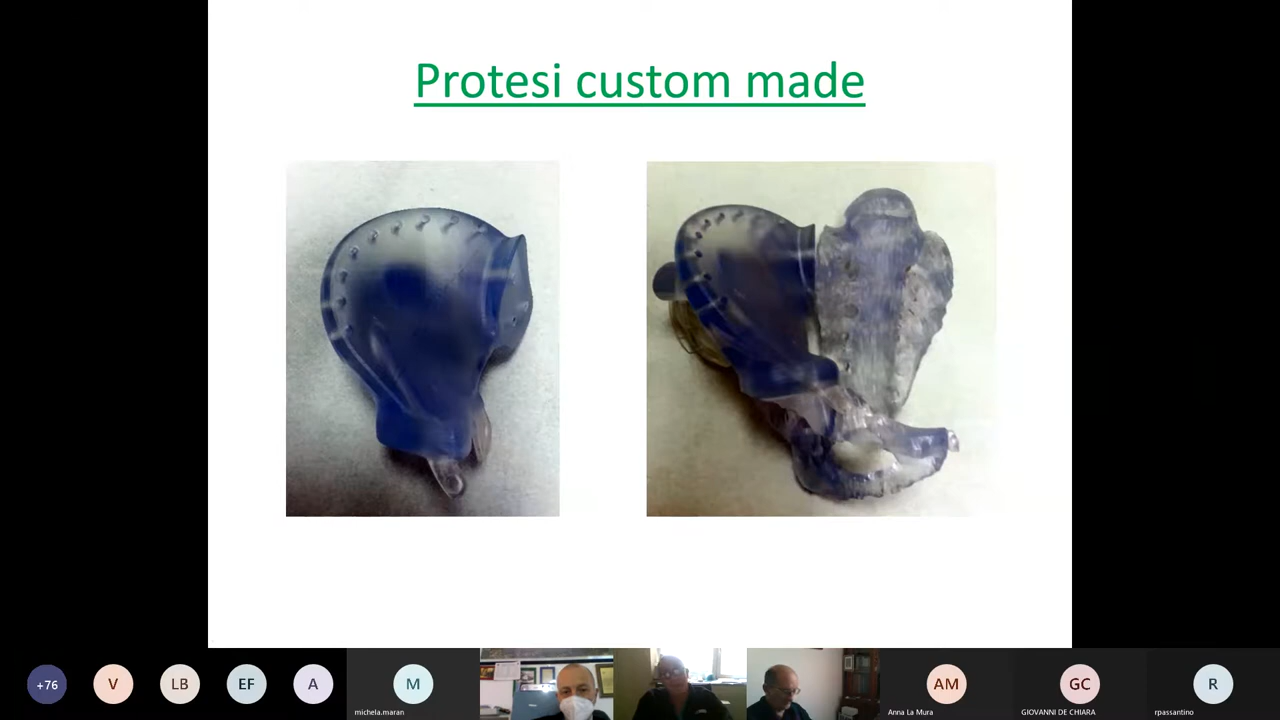 Protesi custom made
+76
V
LB
EF
A
M
michela.maran
AM
Anna La Mura
GC
GIOVANNI DE CHIARA
R
rpassantino